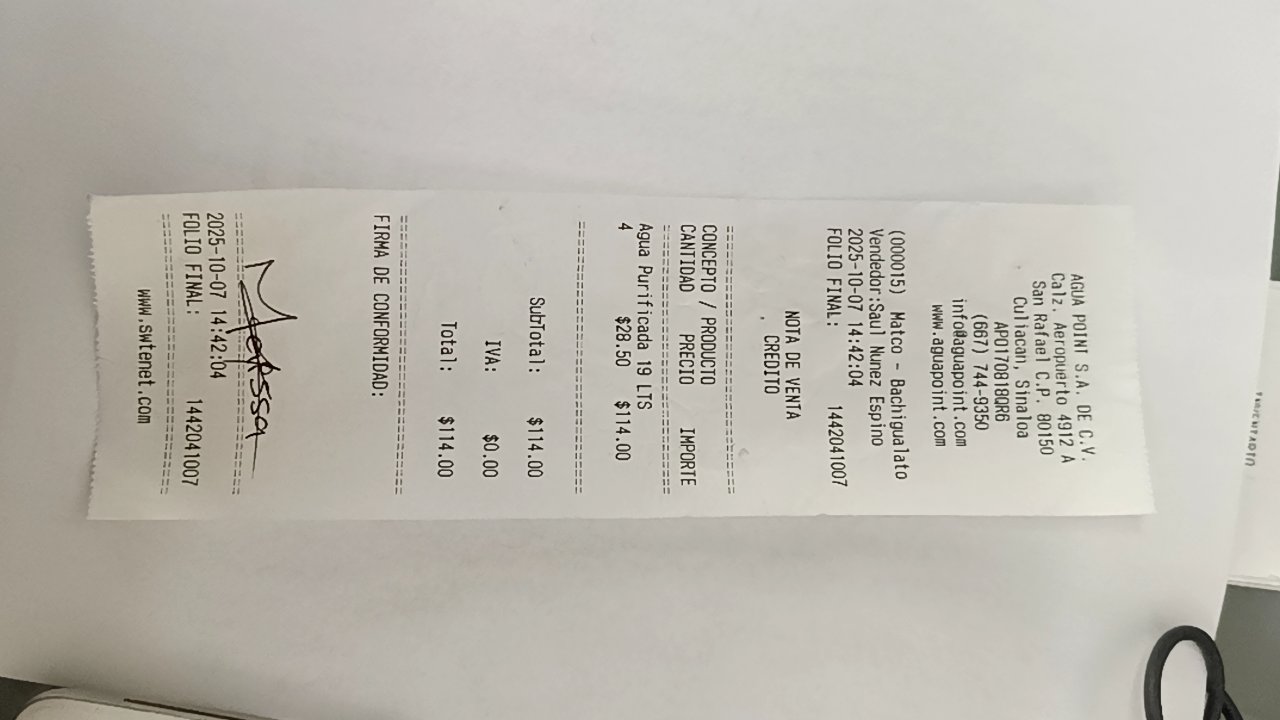 AGUA POINT S.A. DE C.V.
Calz. Aeropuerto 4912 A
San Rafael C.P. 80150
Culiacan, Sinaloa
APO170818QR6
(667) 744-9350
info@aguapoint.com
www.aguapoint.com
(000015) Matco - Bachigualato
Vendedor:Saul Nunez Espino
2025-10-07 14:42:04
FOLIO FINAL: 1442041007
NOTA DE VENTA
CREDITO
CONCEPTO / PRODUCTO
CANTIDAD PRECIO IMPORTE
Agua Purificada 19 LTS
4 $28.50 $114.00
SubTotal: $114.00
IVA: $0.00
Total: $114.00
FIRMA DE CONFORMIDAD:
2025-10-07 14:42:04
FOLIO FINAL: 1442041007
www.swtenet.com